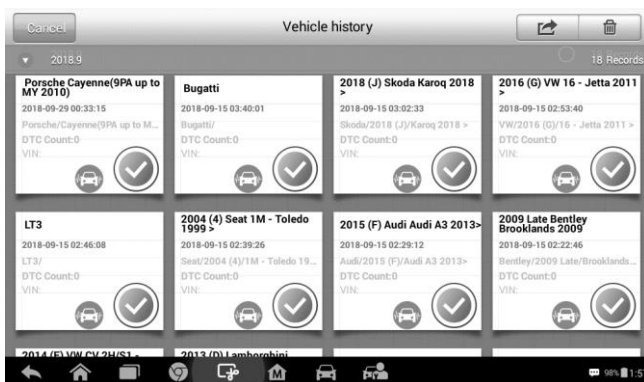 Cancel
Vehicle history
2018.9
18 Records
Porsche Cayenne(9PA up to
MY 2010)
2018-09-29 00:33:15
Porsche/Cayenne(9PA up to M...
DTC Count:0
VIN:
Bugatti
2018-09-15 03:40:01
Bugatti/
DTC Count:0
VIN:
2018 (J) Skoda Karoq 2018
>
2018-09-15 03:02:33
Skoda/2018 (J)/Karoq 2018 >
DTC Count:0
VIN:
2016 (G) VW 16 - Jetta 2011
>
2018-09-15 02:53:40
VW/2016 (G)/16 - Jetta 2011 >
DTC Count:0
VIN:
LT3
2018-09-15 02:46:08
LT3/
DTC Count:0
VIN:
2004 (4) Seat 1M - Toledo
1999 >
2018-09-15 02:39:26
Seat/2004 (4)/1M - Toledo 19...
DTC Count:0
VIN:
2015 (F) Audi Audi A3 2013>
2018-09-15 02:29:12
Audi/2015 (F)/Audi A3 2013>
DTC Count:0
VIN:
2009 Late Bentley
Brooklands 2009
2018-09-15 02:22:46
Bentley/2009 Late/Brooklands...
DTC Count:0
VIN:
2014 (E) VW CV 2H/S1 -
2013 (D) Lamborghini
M
98%